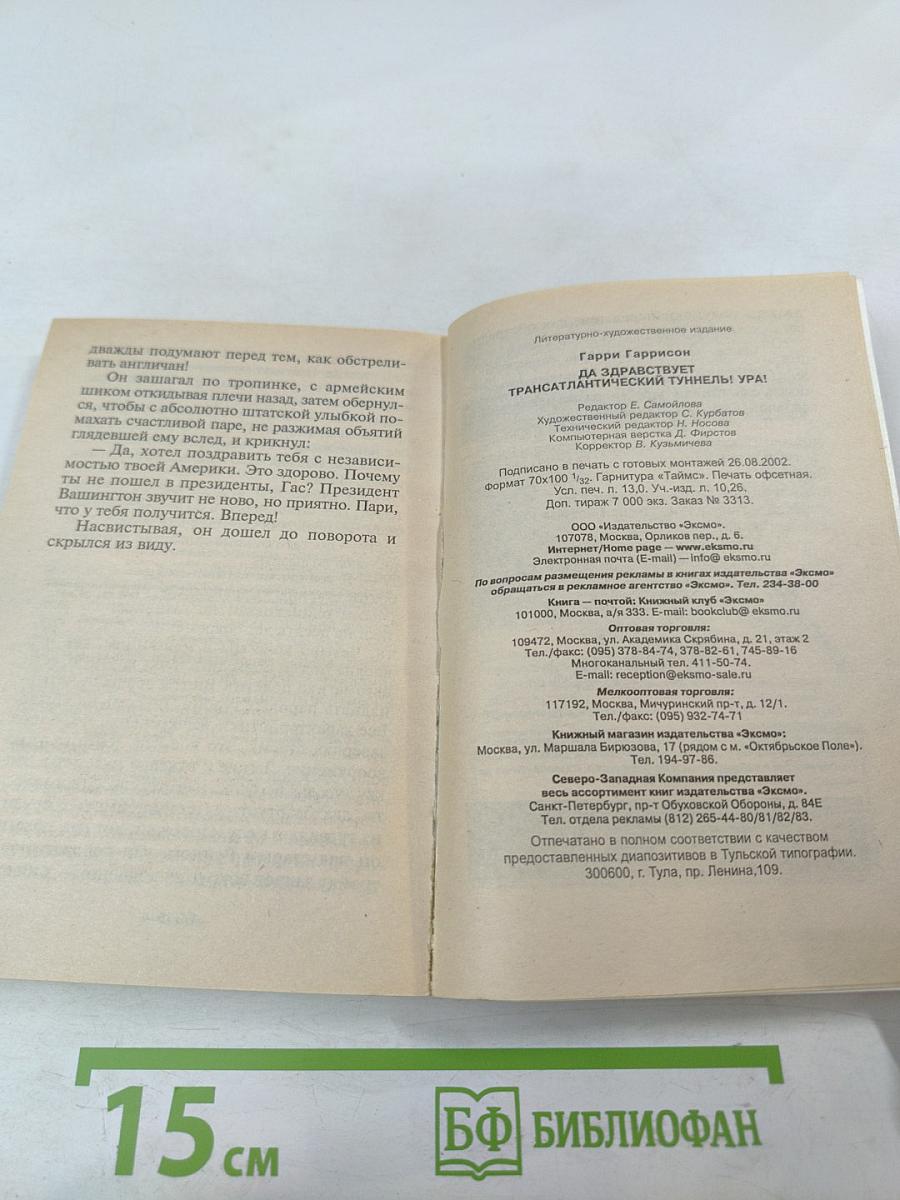 дважды подумают перед тем, как обстрели-
вать англичан!
Он зашагал по тропинке, с армейским
шиком откидывая плечи назад, затем обернул-
ся, чтобы с абсолютно штатской улыбкой по-
махать счастливой паре, не разжимая объятий
глядевшей ему вслед, и крикнул:
— Да, хотел поздравить тебя с независи-
мостью твоей Америки. Это здорово. Почему
ты не пошел в президенты, Гас? Президент
Вашингтон звучит не ново, но приятно. Пари,
что у тебя получится. Вперед!
Насвистывая, он дошел до поворота и
скрылся из виду.
Литературно-художественное издание
Гарри Гаррисон
ДА ЗДРАВСТВУЕТ
ТРАНСАТЛАНТИЧЕСКИЙ ТУННЕЛЬ! УРА!
Редактор Е. Самойлова
Художественный редактор С. Курбатов
Технический редактор Н. Носова
Компьютерная верстка Д. Фирстов
Корректор В. Кузьмичева
Подписано в печать с готовых монтажей 26.08.2002.
Формат 70x100 1/32. Гарнитура «Таймс». Печать офсетная.
Усл. печ. л. 13,0. Уч.-изд. л. 10,26.
Доп. тираж 7 000 экз. Заказ № 3313.
ООО «Издательство «Эксмо».
107078, Москва, Орликов пер., д. 6.
Интернет/Home page — www.eksmo.ru
Электронная почта (E-mail) — info@ eksmo.ru
По вопросам размещения рекламы в книгах издательства «Эксмо»
обращаться в рекламное агентство «Эксмо». Тел. 234-38-00
Книга — почтой: Книжный клуб «Эксмо»
101000, Москва, а/я 333. E-mail: bookclub@ eksmo.ru
Оптовая торговля:
109472, Москва, ул. Академика Скрябина, д. 21, этаж 2
Тел./факс: (095) 378-84-74, 378-82-61, 745-89-16
Многоканальный тел. 411-50-74.
E-mail: reception@eksmo-sale.ru
Мелкооптовая торговля:
117192, Москва, Мичуринский пр-т, д. 12/1.
Тел./факс: (095) 932-74-71
Книжный магазин издательства «Эксмо»:
Москва, ул. Маршала Бирюзова, 17 (рядом с м. «Октябрьское Поле»).
Тел. 194-97-86.
Северо-Западная Компания представляет
весь ассортимент книг издательства «Эксмо».
Санкт-Петербург, пр-т Обуховской Обороны, д. 84Е
Тел. отдела рекламы (812) 265-44-80/81/82/83.
Отпечатано в полном соответствии с качеством
предоставленных диапозитивов в Тульской типографии.
300600, г. Тула, пр. Ленина,109.
15 см
БФ БИБЛИОФАН